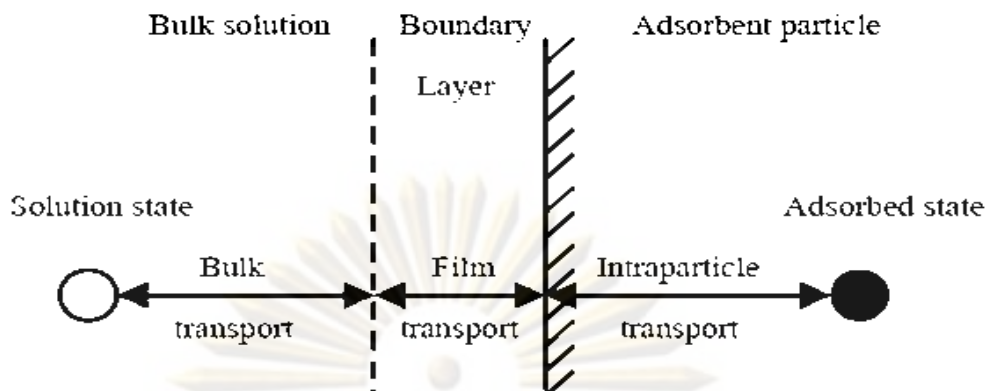 Bulk solution Boundary Adsorbent particle
Layer
Solution state Adsorbed state
Bulk Film Intraparticle
transport transport transport